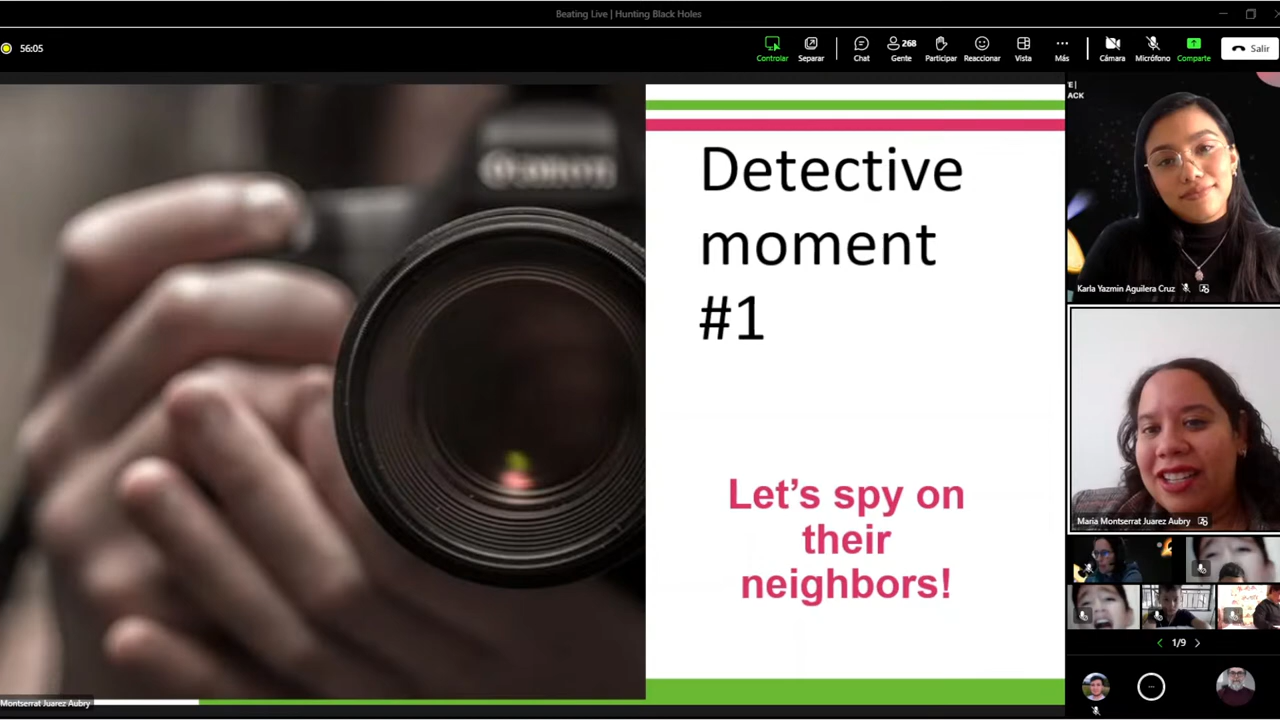 Beating Live | Hunting Black Holes
56:05
Controlar
Separar
Chat
268
Gente
Participar
Reaccionar
Vista
Más
Cámara
Micrófono
Comparte
Salir
Canon
Detective
moment
#1
Let’s spy on
their
neighbors!
Montserrat Juarez Aubry
ACK
Karla Yazmin Aguilera Cruz
Maria Montserrat Juarez Aubry
1/9